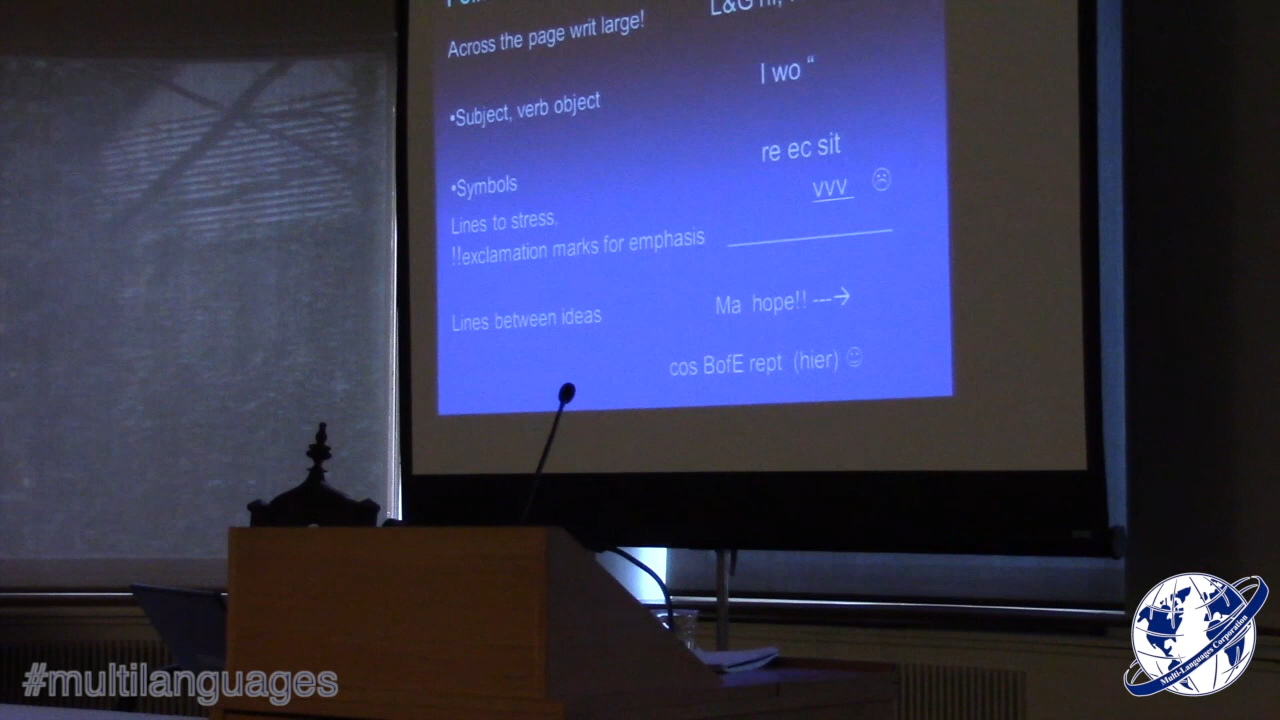 L&G
Across the page writ large!
I wo “
•Subject, verb object
re ec sit
•Symbols
vvv ☹
Lines to stress,
!!exclamation marks for emphasis
Ma hope!! ---→
Lines between ideas
cos BofE rept (hier) ☺
#multilanguages
Multi-Languages Corporation